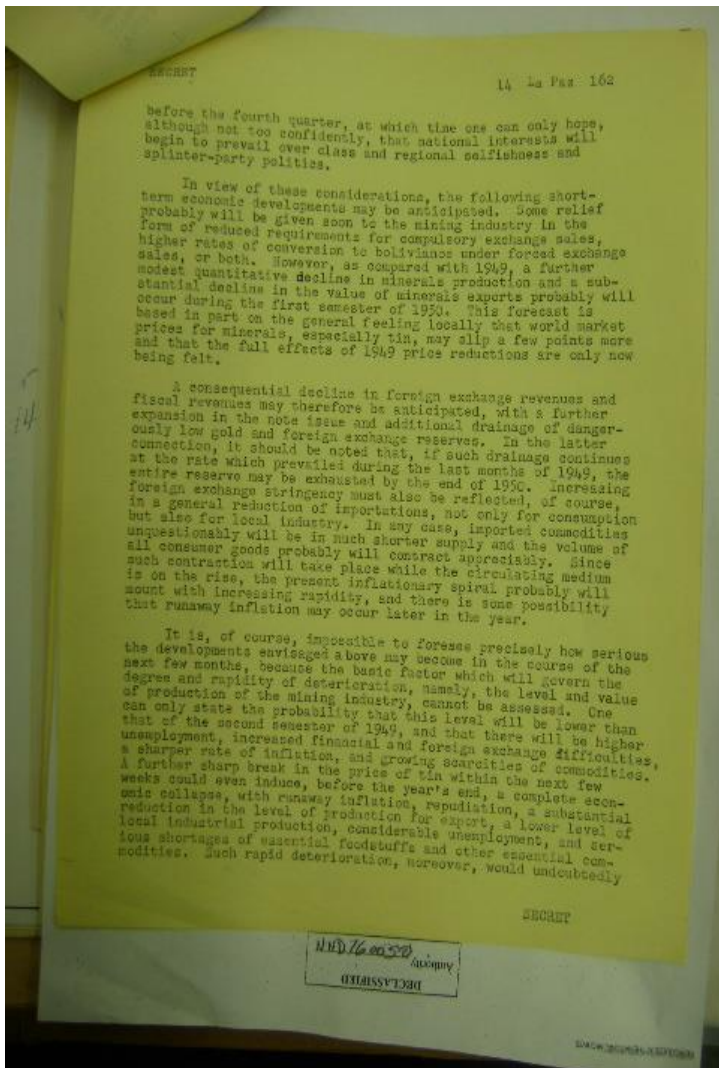 SECRET
14 La Paz 162
before the fourth quarter, at which time one can only hope,
although not too confidently, that national interests will
begin to prevail over class and regional selfishness and
splinter-party politics.
In view of these considerations, the following short-
term economic developments may be anticipated. Some relief
probably will be given soon to the mining industry in the
form of reduced requirements for compulsory exchange sales,
higher rates of conversion to bolivianos under forced exchange
sales, or both. However, as compared with 1949, a further
modest quantitative decline in minerals production and a sub-
stantial decline in the value of minerals exports probably will
occur during the first semester of 1950. This forecast is
based in part on the general feeling locally that world market
prices for minerals, especially tin, may slip a few points more
and that the full effects of 1949 price reductions are only now
being felt.
A consequential decline in foreign exchange revenues and
fiscal revenues may therefore be anticipated, with a further
expansion in the note issue and additional drainage of danger-
ously low gold and foreign exchange reserves. In the latter
connection, it should be noted that, if such drainage continues
at the rate which prevailed during the last months of 1949, the
entire reserve may be exhausted by the end of 1950. Increasing
foreign exchange stringency must also be reflected, of course,
in a general reduction of importations, not only for consumption
but also for local industry. In any case, imported commodities
unquestionably will be in much shorter supply and the volume of
all consumer goods probably will contract appreciably. Since
such contraction will take place while the circulating medium
is on the rise, the present inflationary spiral probably will
mount with increasing rapidity, and there is some possibility
that runaway inflation may occur later in the year.
It is, of course, impossible to foresee precisely how serious
the developments envisaged above may become in the course of the
next few months, because the basic factor which will govern the
degree and rapidity of deterioration, namely, the level and value
of production of the mining industry, cannot be assessed. One
can only state the probability that this level will be lower than
that of the second semester of 1949, and that there will be higher
unemployment, increased financial and foreign exchange difficulties,
a sharper rate of inflation, and growing scarcities of commodities.
A further sharp break in the price of tin within the next few
weeks could even induce, before the year's end, a complete econ-
omic collapse, with runaway inflation, repudiation, a substantial
reduction in the level of production for export, a lower level of
local industrial production, considerable unemployment, and ser-
ious shortages of essential foodstuffs and other essential com-
modities. Such rapid deterioration, moreover, would undoubtedly
SECRET
DECLASSIFIED
Authority NND 760050